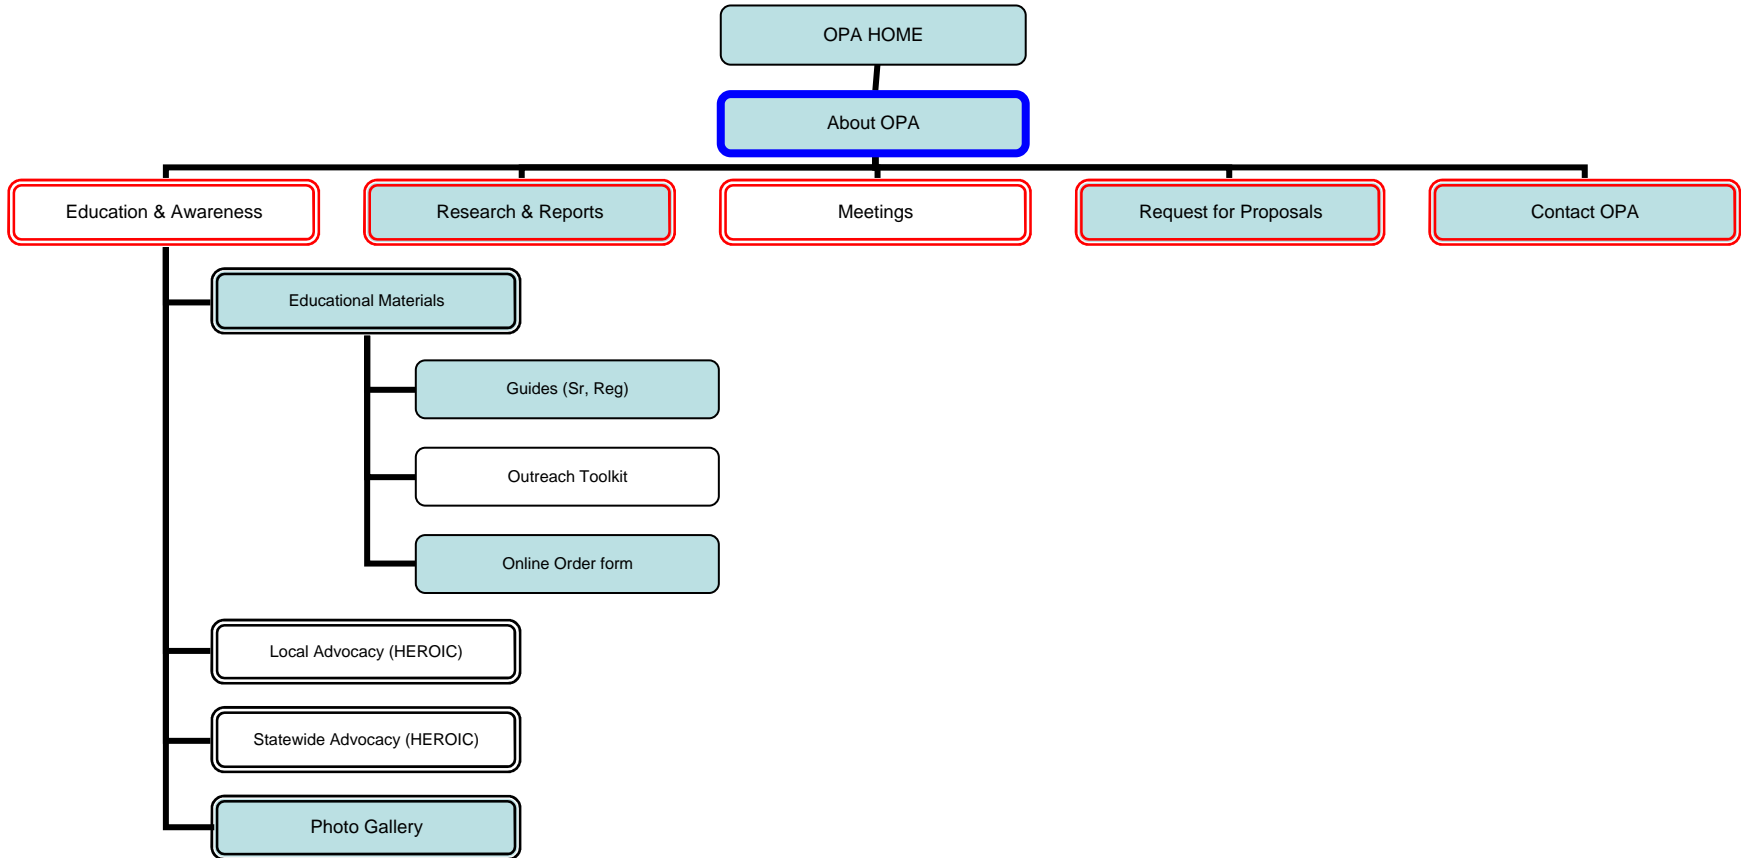 OPA HOME
About OPA
Education & Awareness
Research & Reports
Meetings
Request for Proposals
Contact OPA
Educational Materials
Guides (Sr, Reg)
Outreach Toolkit
Online Order form
Local Advocacy (HEROIC)
Statewide Advocacy (HEROIC)
Photo Gallery